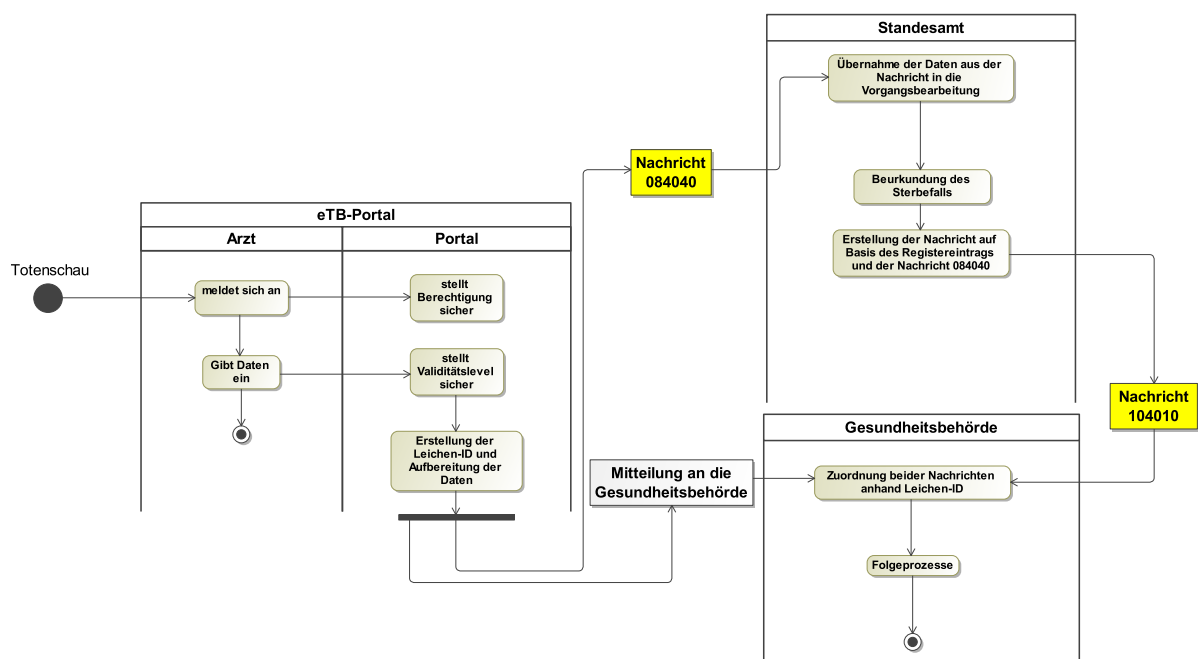 Totenschau
eTB-Portal
Arzt
Portal
meldet sich an
stellt
Berechtigung
sicher
Gibt Daten
ein
stellt
Validitätslevel
sicher
Erstellung der
Leichen-ID und
Aufbereitung der
Daten
Nachricht
084040
Standesamt
Übernahme der Daten aus der
Nachricht in die
Vorgangsbearbeitung
Beurkundung des
Sterbefalls
Erstellung der Nachricht auf
Basis des Registereintrags
und der Nachricht 084040
Nachricht
104010
Mitteilung an die
Gesundheitsbehörde
Gesundheitsbehörde
Zuordnung beider Nachrichten
anhand Leichen-ID
Folgeprozesse